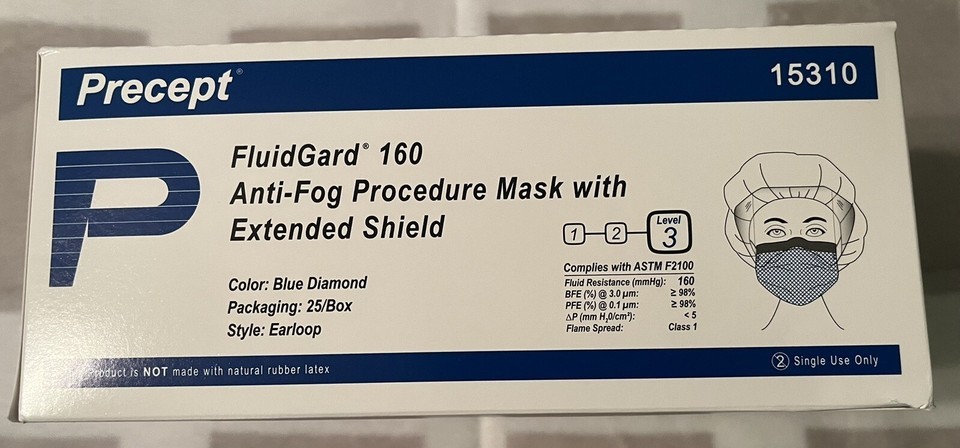 Precept®
15310
FluidGard® 160
Anti-Fog Procedure Mask with
Extended Shield
Color: Blue Diamond
Packaging: 25/Box
Style: Earloop
1 2 Level 3
Complies with ASTM F2100
Fluid Resistance (mmHg): 160
BFE (%) @ 3.0 µm: ≥ 98%
PFE (%) @ 0.1 µm: ≥ 98%
ΔP (mm H₂0/cm²): < 5
Flame Spread: Class 1
Product is NOT made with natural rubber latex
2 Single Use Only